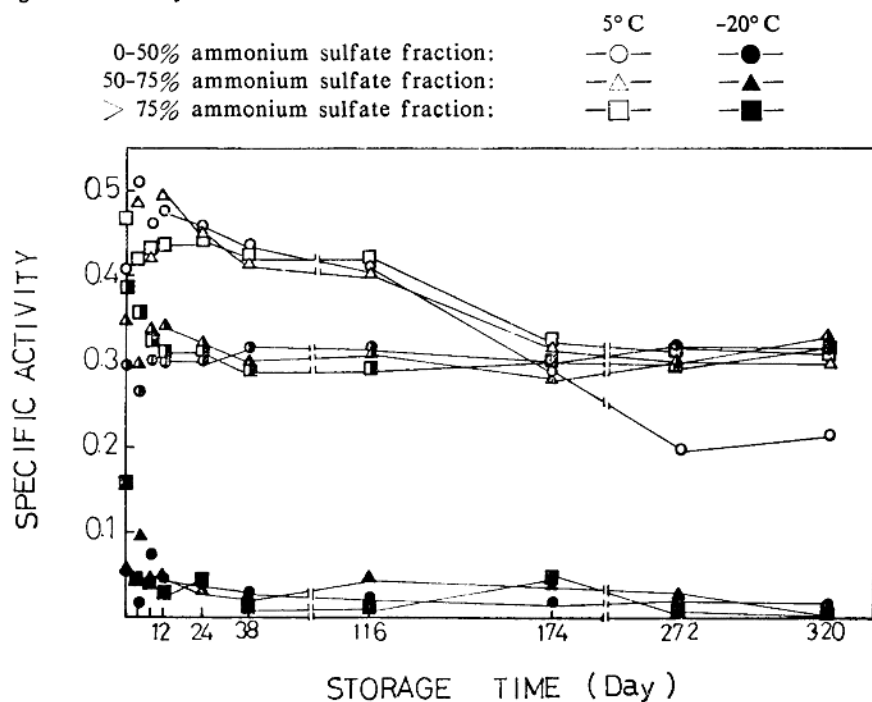 5° C -20° C
0-50% ammonium sulfate fraction:
50-75% ammonium sulfate fraction:
> 75% ammonium sulfate fraction:
0.5
0.4
0.3
0.2
0.1
SPECIFIC ACTIVITY
12 24 38 116 174 272 320
STORAGE TIME (Day)